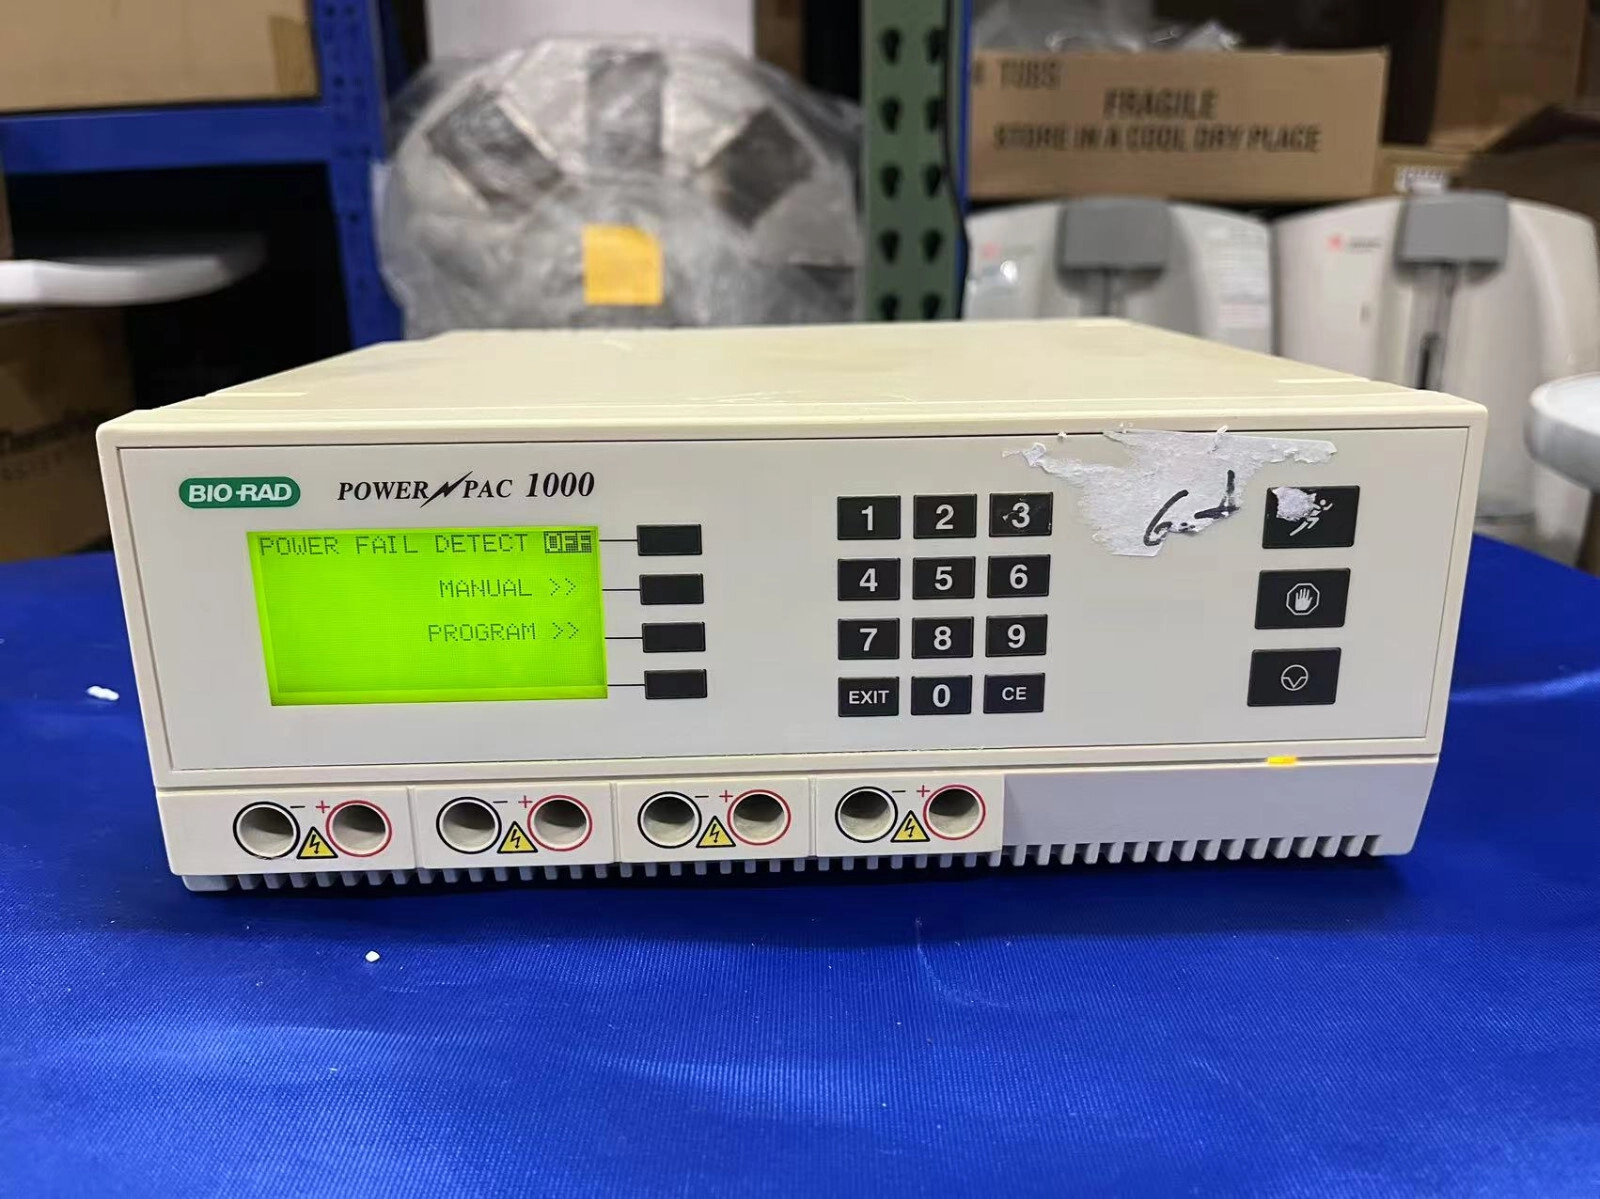 TUBS
FRAGILE
STORE IN A COOL DRY PLACE
BIO-RAD
POWER PAC 1000
POWER FAIL DETECT OFF
MANUAL >>
PROGRAM >>
1 2 3
4 5 6
7 8 9
EXIT 0 CE
- +
- +
- +
- +